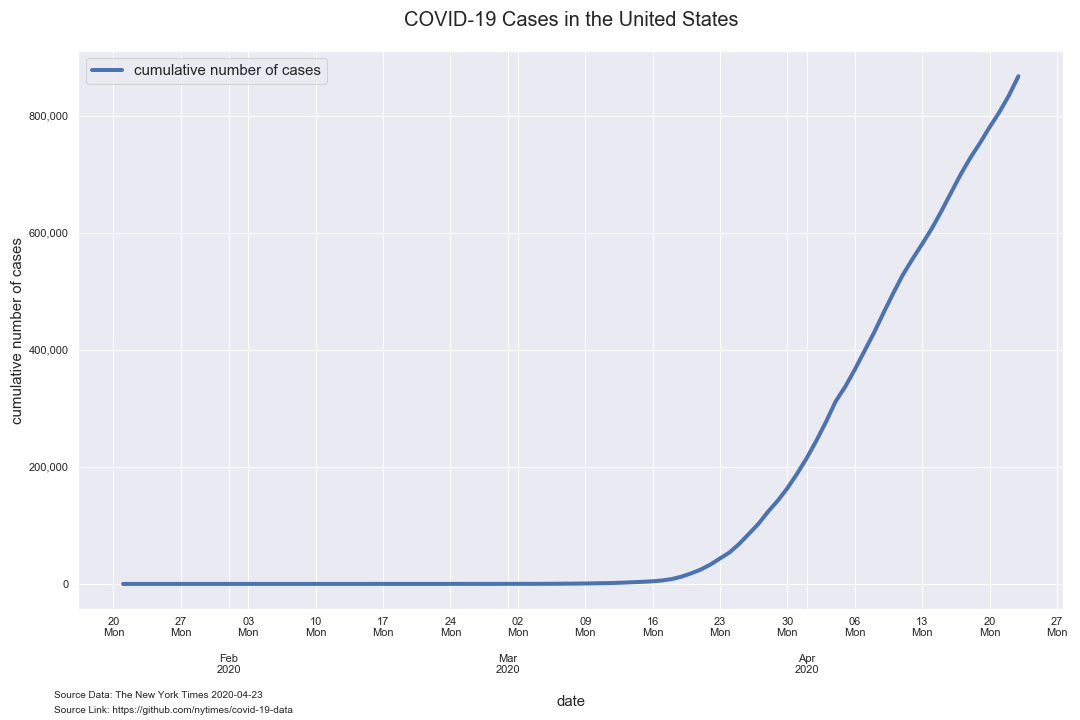 COVID-19 Cases in the United States
cumulative number of cases
cumulative number of cases
800,000
600,000
400,000
200,000
0
20 27 03 10 17 24 02 09 16 23 30 06 13 20 27
Mon Mon Mon Mon Mon Mon Mon Mon Mon Mon Mon Mon Mon Mon Mon
Feb Mar Apr
2020 2020 2020
date
Source Data: The New York Times 2020-04-23
Source Link: https://github.com/nytimes/covid-19-data